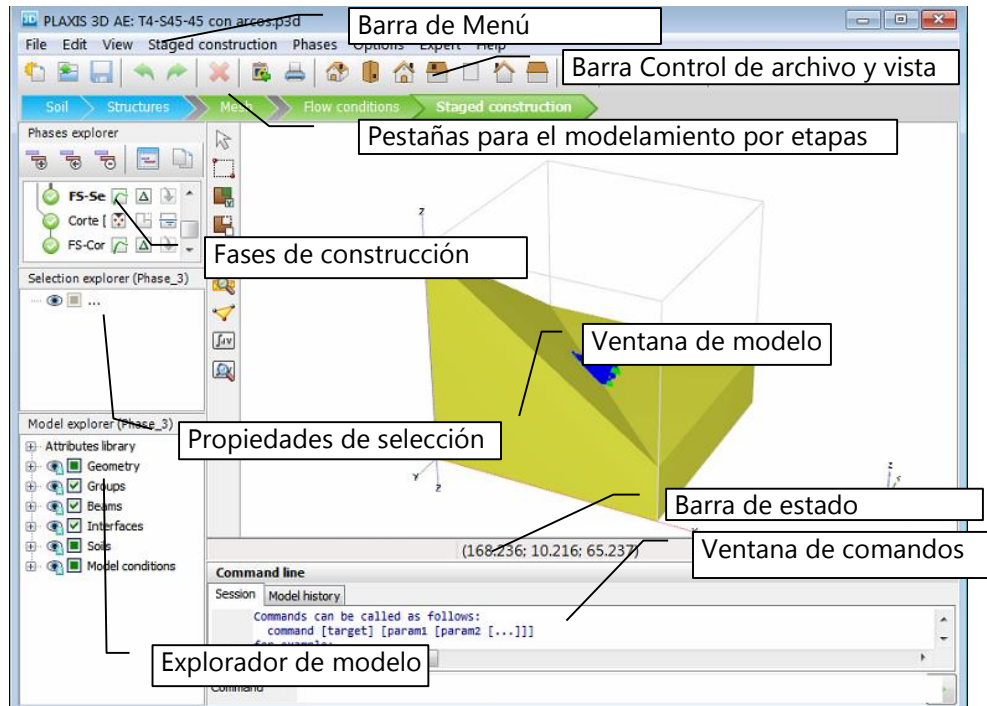 PLAXIS 3D AE: T4-S45-45 con arcos.p3d
Barra de Menú
File Edit View Staged construction Phases Options Expert Help
Barra Control de archivo y vista
Soil Structures Mesh Flow conditions Staged construction
Pestañas para el modelamiento por etapas
Phases explorer
FS-Se
Corte [
FS-Cor
Fases de construcción
z
Selection explorer (Phase_3)
...
Ventana de modelo
Model explorer (Phase_3)
Propiedades de selección
Attributes library
Geometry
Groups
Beams
Interfaces
Soils
Model conditions
y
z
z
Barra de estado
(168.236; 10.216; 65.237)
Ventana de comandos
Command line
Session Model history
Commands can be called as follows:
command [target] [param1 [param2 [...]]]
for example:
Explorador de modelo
Command